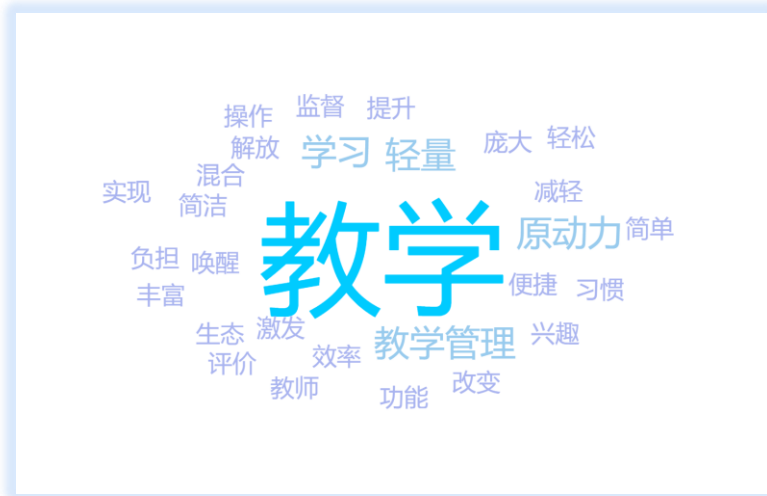 操作 监督 提升
解放 学习 轻量 庞大 轻松
混合
实现 简洁 减轻
教学 原动力 简单
负担 唤醒
丰富 便捷 习惯
生态 激发 教学管理 兴趣
评价 效率
教师 功能 改变